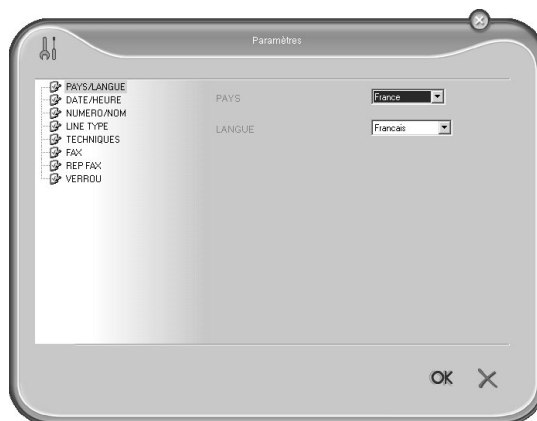 Paramètres
PAYS/LANGUE
DATE/HEURE
NUMERO/NOM
LINE TYPE
TECHNIQUES
FAX
REP FAX
VERROU
PAYS
France
LANGUE
Francais
OK